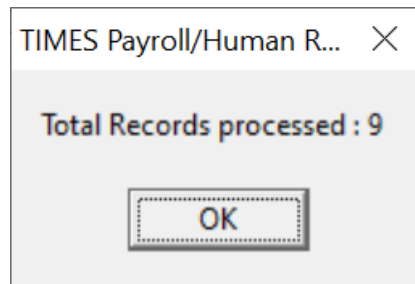 TIMES Payroll/Human R...
Total Records processed : 9
OK